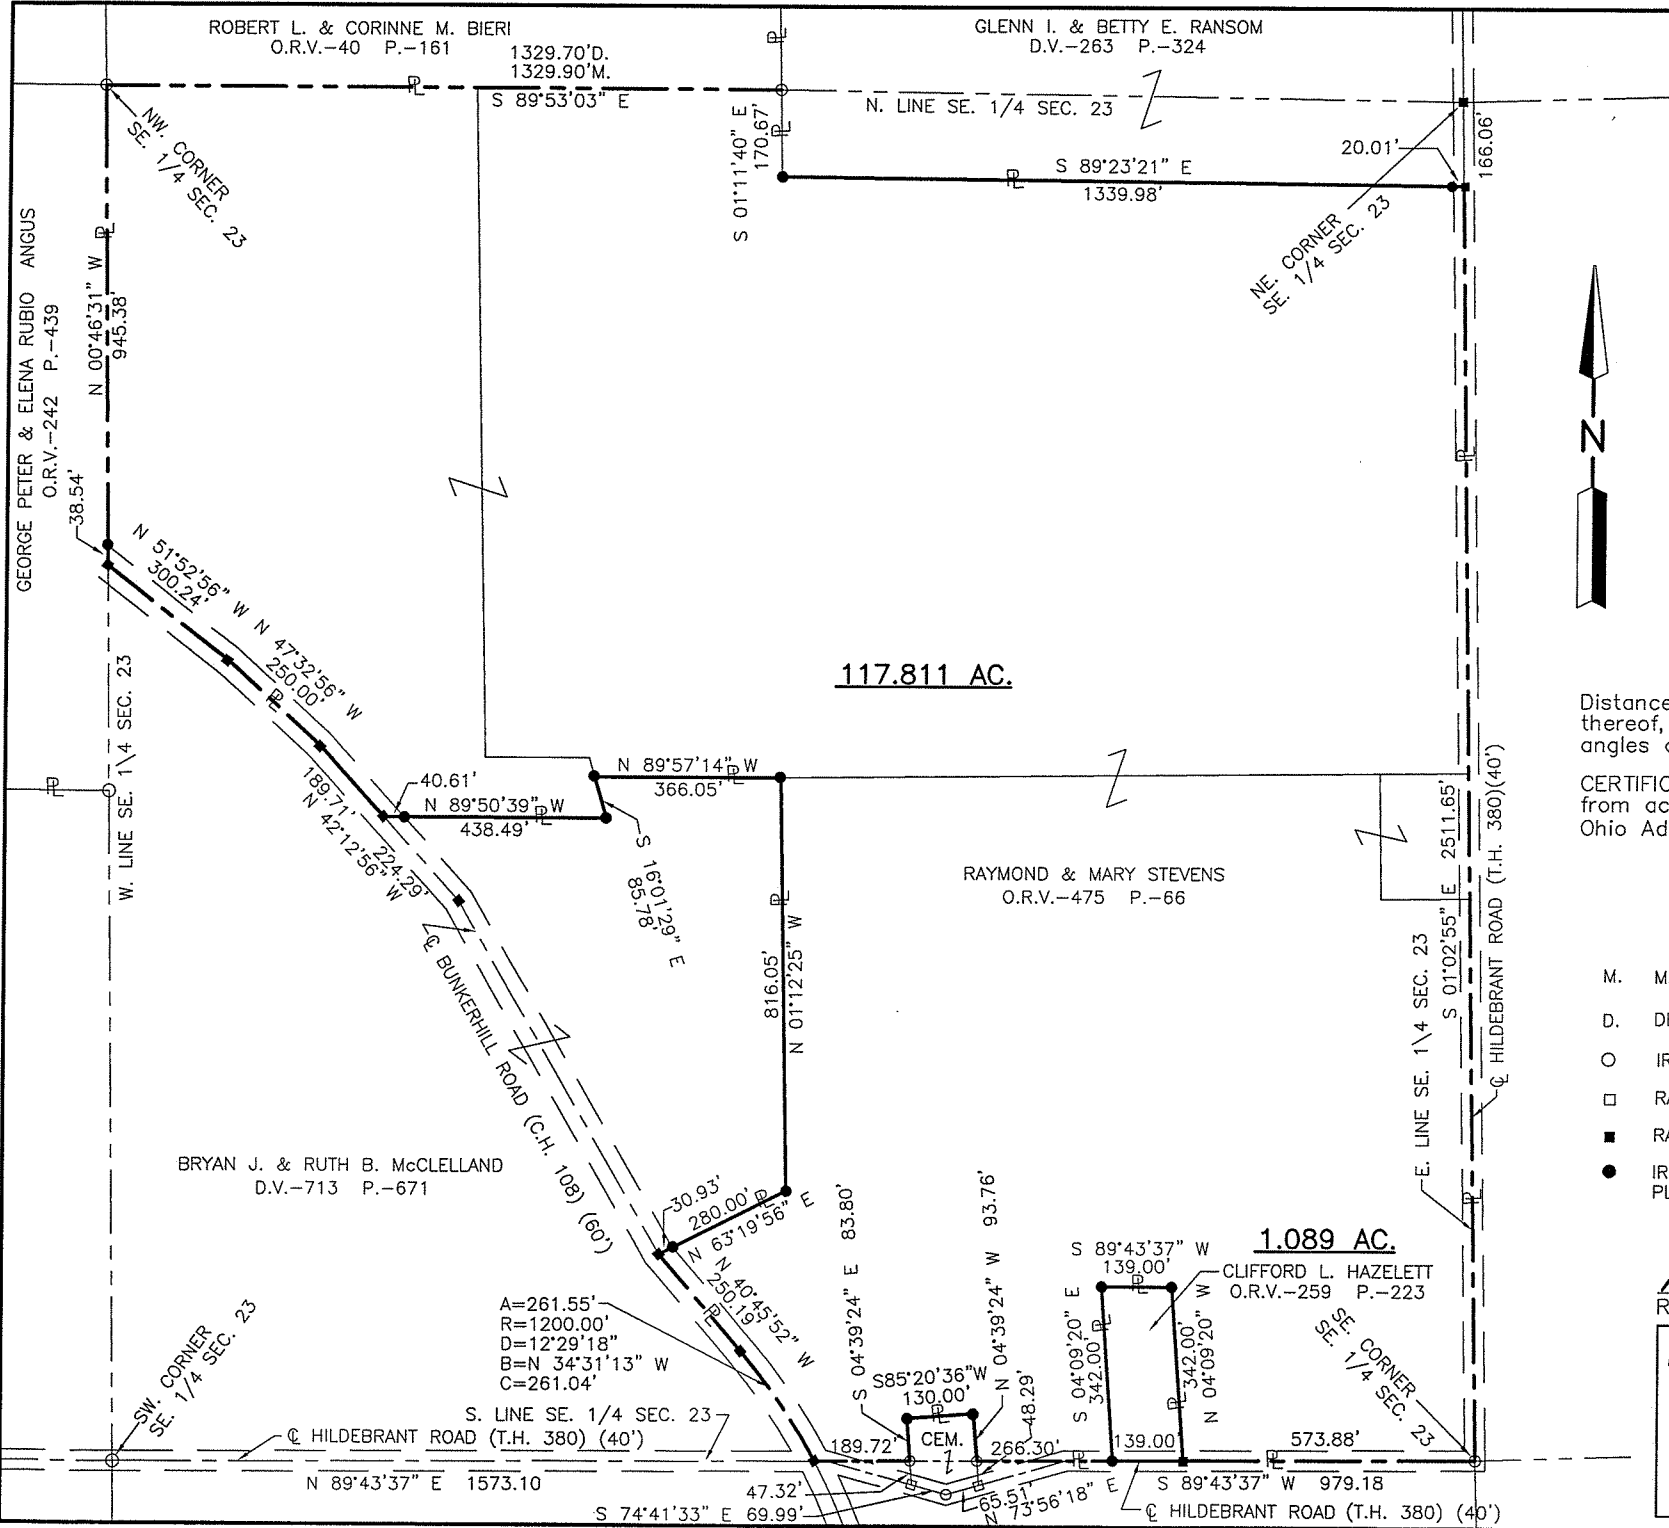 ROBERT L. & CORINNE M. BIERI
O.R.V.-40 P.-161
1329.70'D.
1329.90'M.
S 89°53'03" E
GLENN I. & BETTY E. RANSOM
D.V.-263 P.-324
N. LINE SE. 1/4 SEC. 23
S 01°11'40" E
170.67'
S 89°23'21" E
1339.98'
20.01'
166.06'
NW. CORNER
SE. 1/4 SEC. 23
NE. CORNER
SE. 1/4 SEC. 23
GEORGE PETER & ELENA RUBIO ANGUS
O.R.V.-242 P.-439
N 00°46'31" W
945.38'
38.54'
N 51°52'56" W
300.24'
N 47°32'56" W
250.00'
189.71'
N 42°12'56" W
224.29'
W. LINE SE. 1\4 SEC. 23
N
117.811 AC.
Distance
thereof,
angles
CERTIFIC
from ac
Ohio Ad
40.61'
N 89°50'39" W
438.49'
N 89°57'14" W
366.05'
S 16°01'29" E
85.78'
816.05'
N 01°12'25" W
RAYMOND & MARY STEVENS
O.R.V.-475 P.-66
S 01°02'55" E 2511.65'
E. LINE SE. 1\4 SEC. 23
℄ HILDEBRANT ROAD (T.H. 380)(40')
℄ BUNKERHILL ROAD (C.H. 108) (60')
BRYAN J. & RUTH B. McCLELLAND
D.V.-713 P.-671
M. M
D. D
IR
RA
RA
IR
PL
30.93'
280.00'
N 63°19'56" E
N 40°45'52" W
250.19'
A=261.55'
R=1200.00'
D=12°29'18"
B=N 34°31'13" W
C=261.04'
S 04°39'24" E 83.80'
S85°20'36"W
130.00'
N 04°39'24" W 93.76'
48.29'
CEM.
S 89°43'37" W
139.00'
1.089 AC.
CLIFFORD L. HAZELETT
O.R.V.-259 P.-223
S 04°09'20" E
342.00'
342.00'
N 04°09'20" W
SE. CORNER
SE. 1/4 SEC. 23
R
SW. CORNER
SE. 1/4 SEC. 23
S. LINE SE. 1/4 SEC. 23
℄ HILDEBRANT ROAD (T.H. 380) (40')
N 89°43'37" E 1573.10
189.72'
266.30'
139.00'
573.88'
S 89°43'37" W 979.18
47.32'
S 74°41'33" E 69.99'
65.51'
N 73°56'18" E
℄ HILDEBRANT ROAD (T.H. 380) (40')